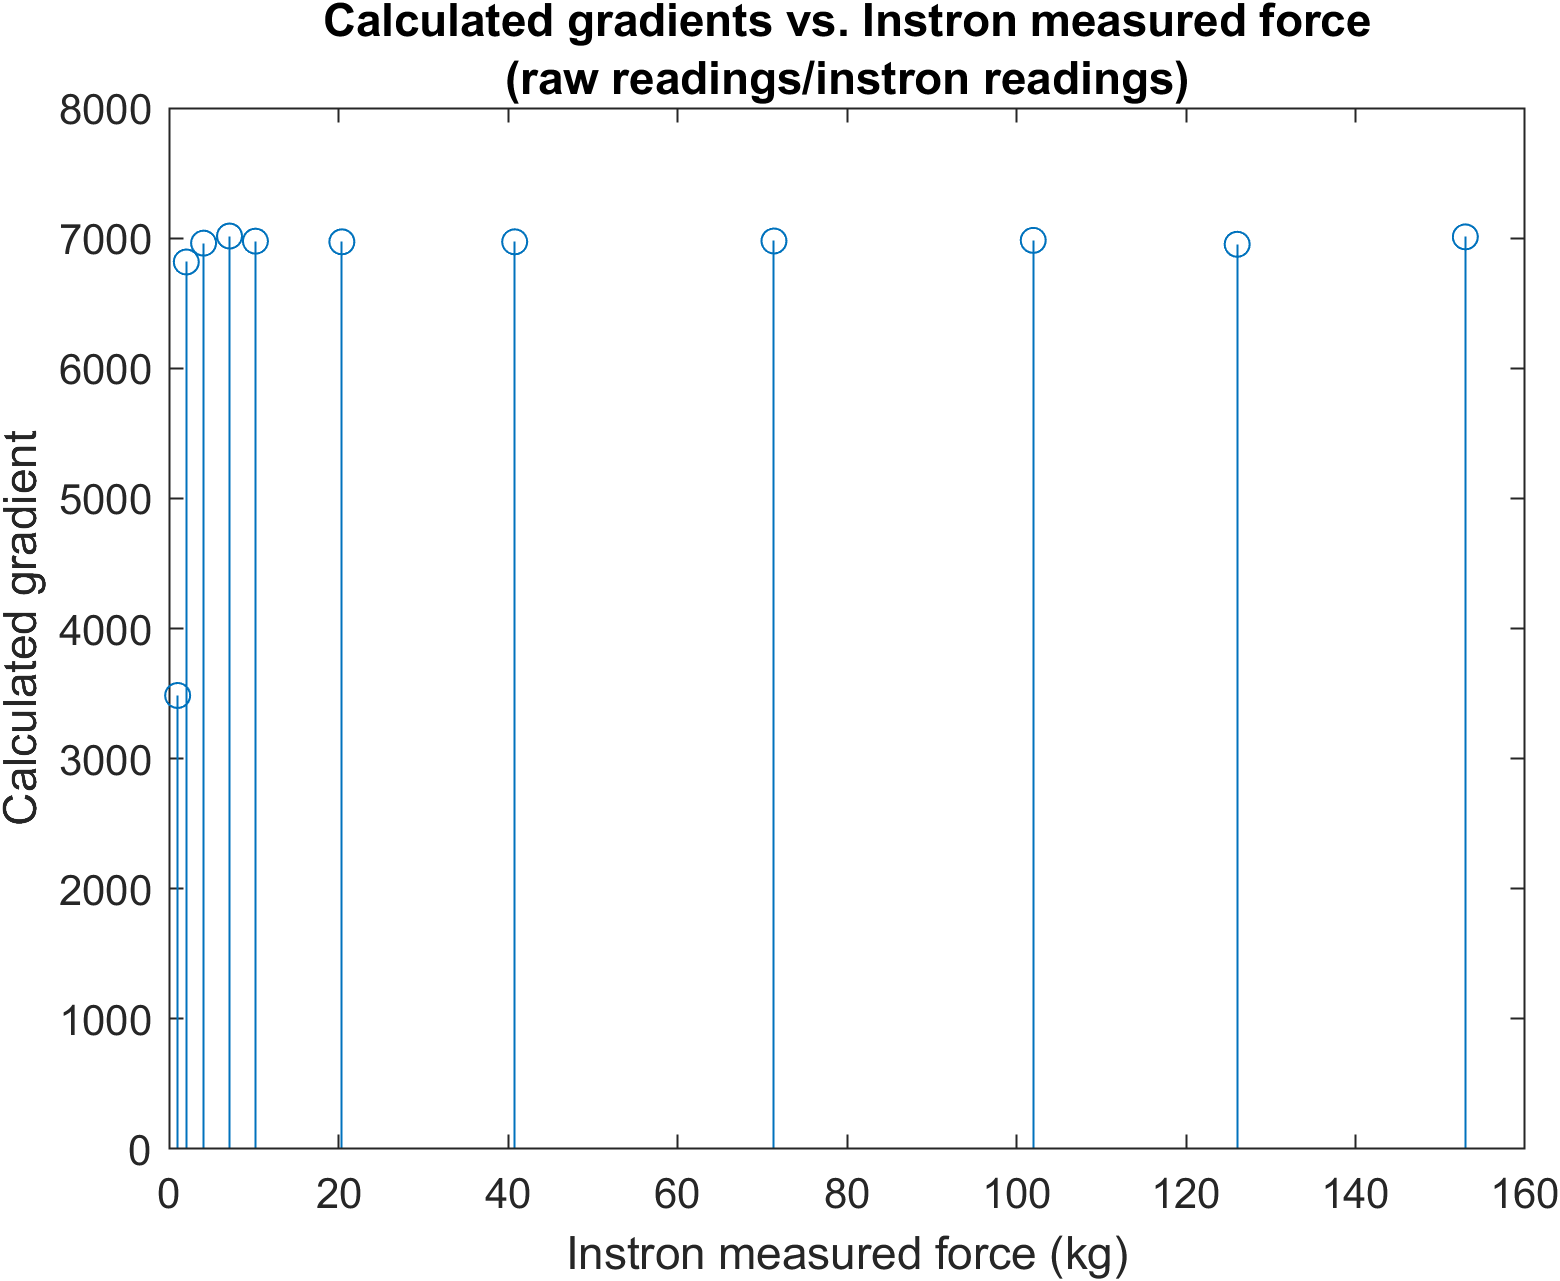 Calculated gradients vs. Instron measured force
(raw readings/instron readings)
8000
7000
6000
5000
4000
3000
2000
1000
0
Calculated gradient
0 20 40 60 80 100 120 140 160
Instron measured force (kg)